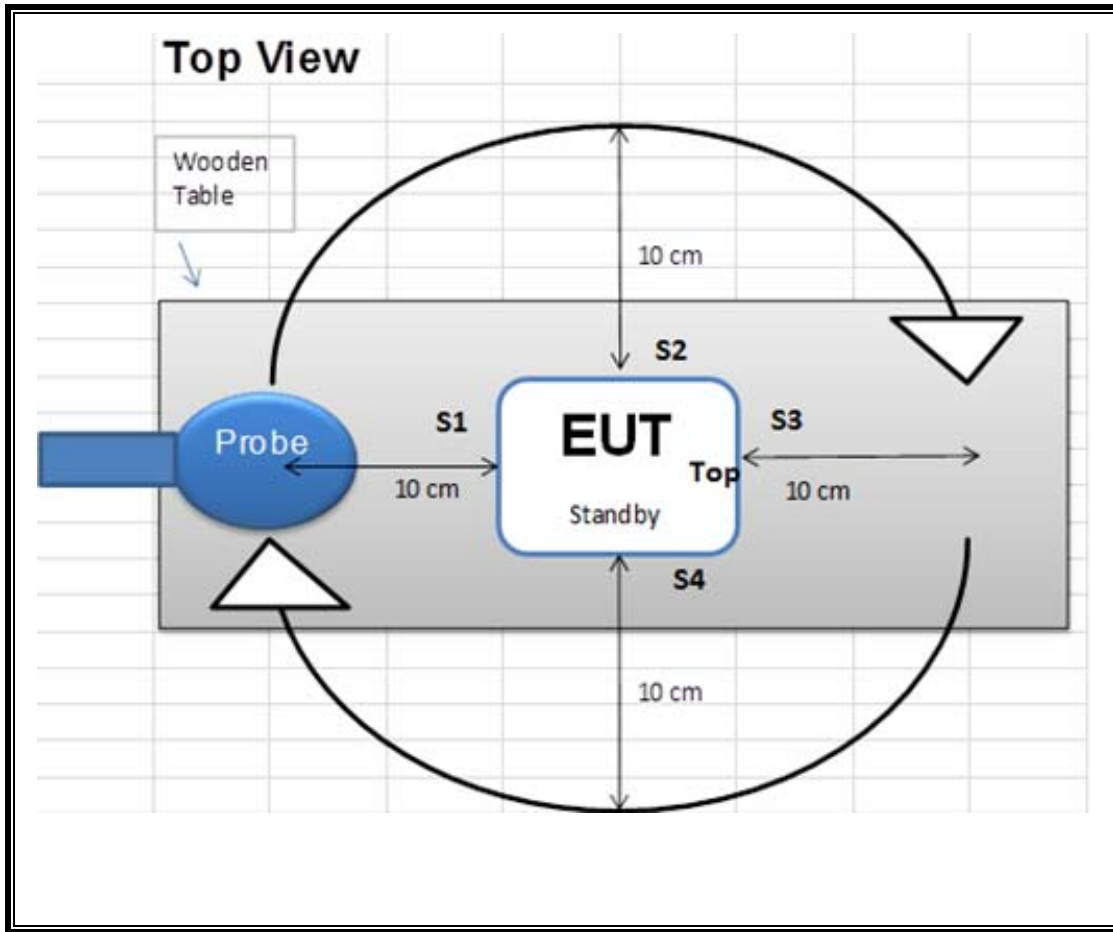 Top View
Wooden
Table
10 cm
S2
S1
EUT
S3
Probe
Top
10 cm
10 cm
Standby
S4
10 cm